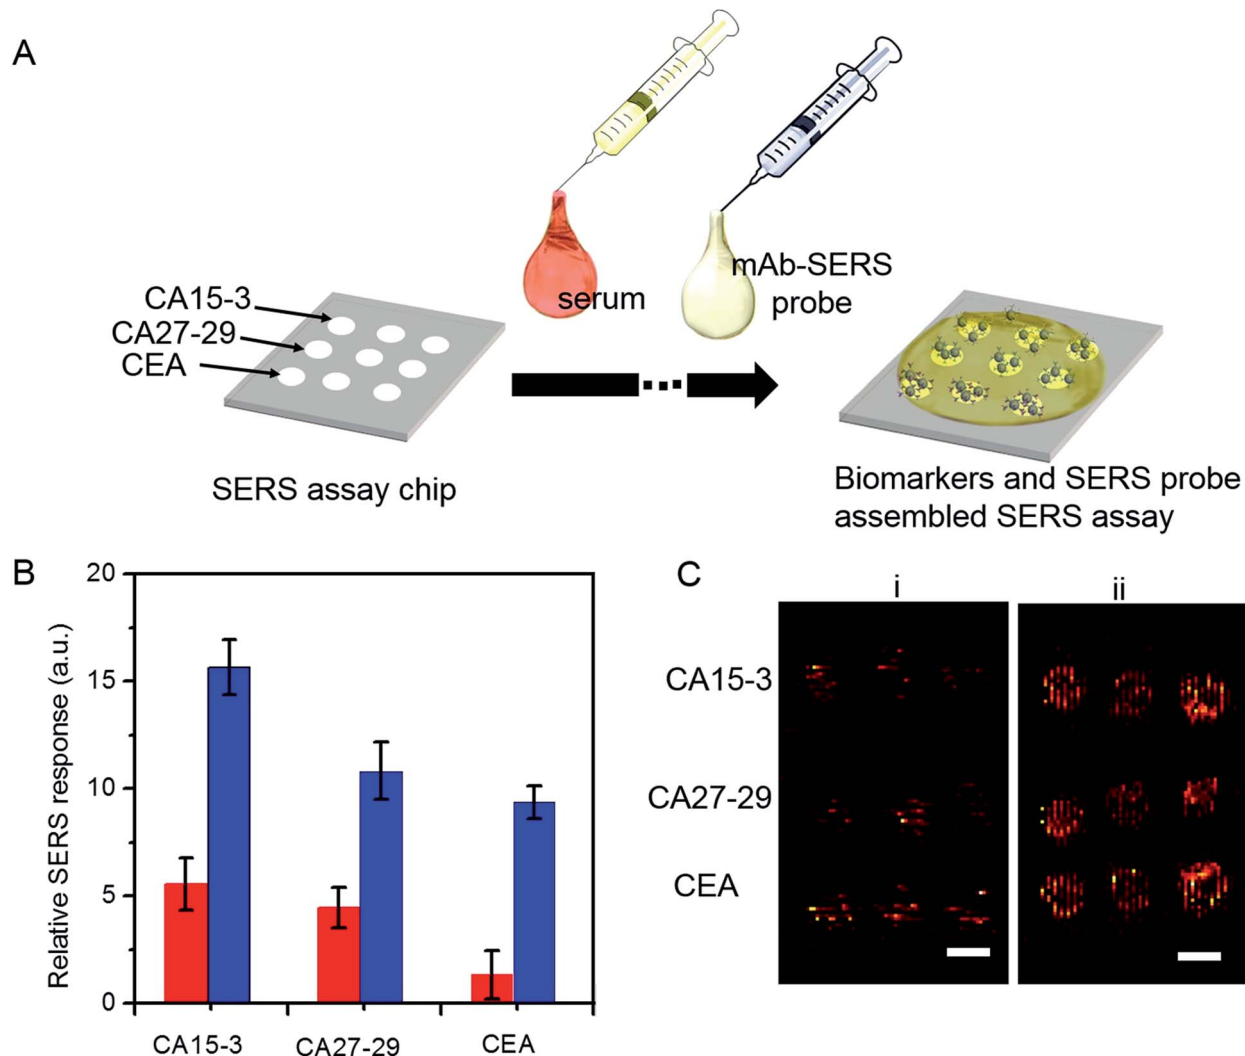 A
serum
mAb-SERS
probe
CA15-3
CA27-29
CEA
SERS assay chip
Biomarkers and SERS probe
assembled SERS assay
B
Relative SERS response (a.u.)
20
15
10
5
0
CA15-3
CA27-29
CEA
C
i
ii
CA15-3
CA27-29
CEA